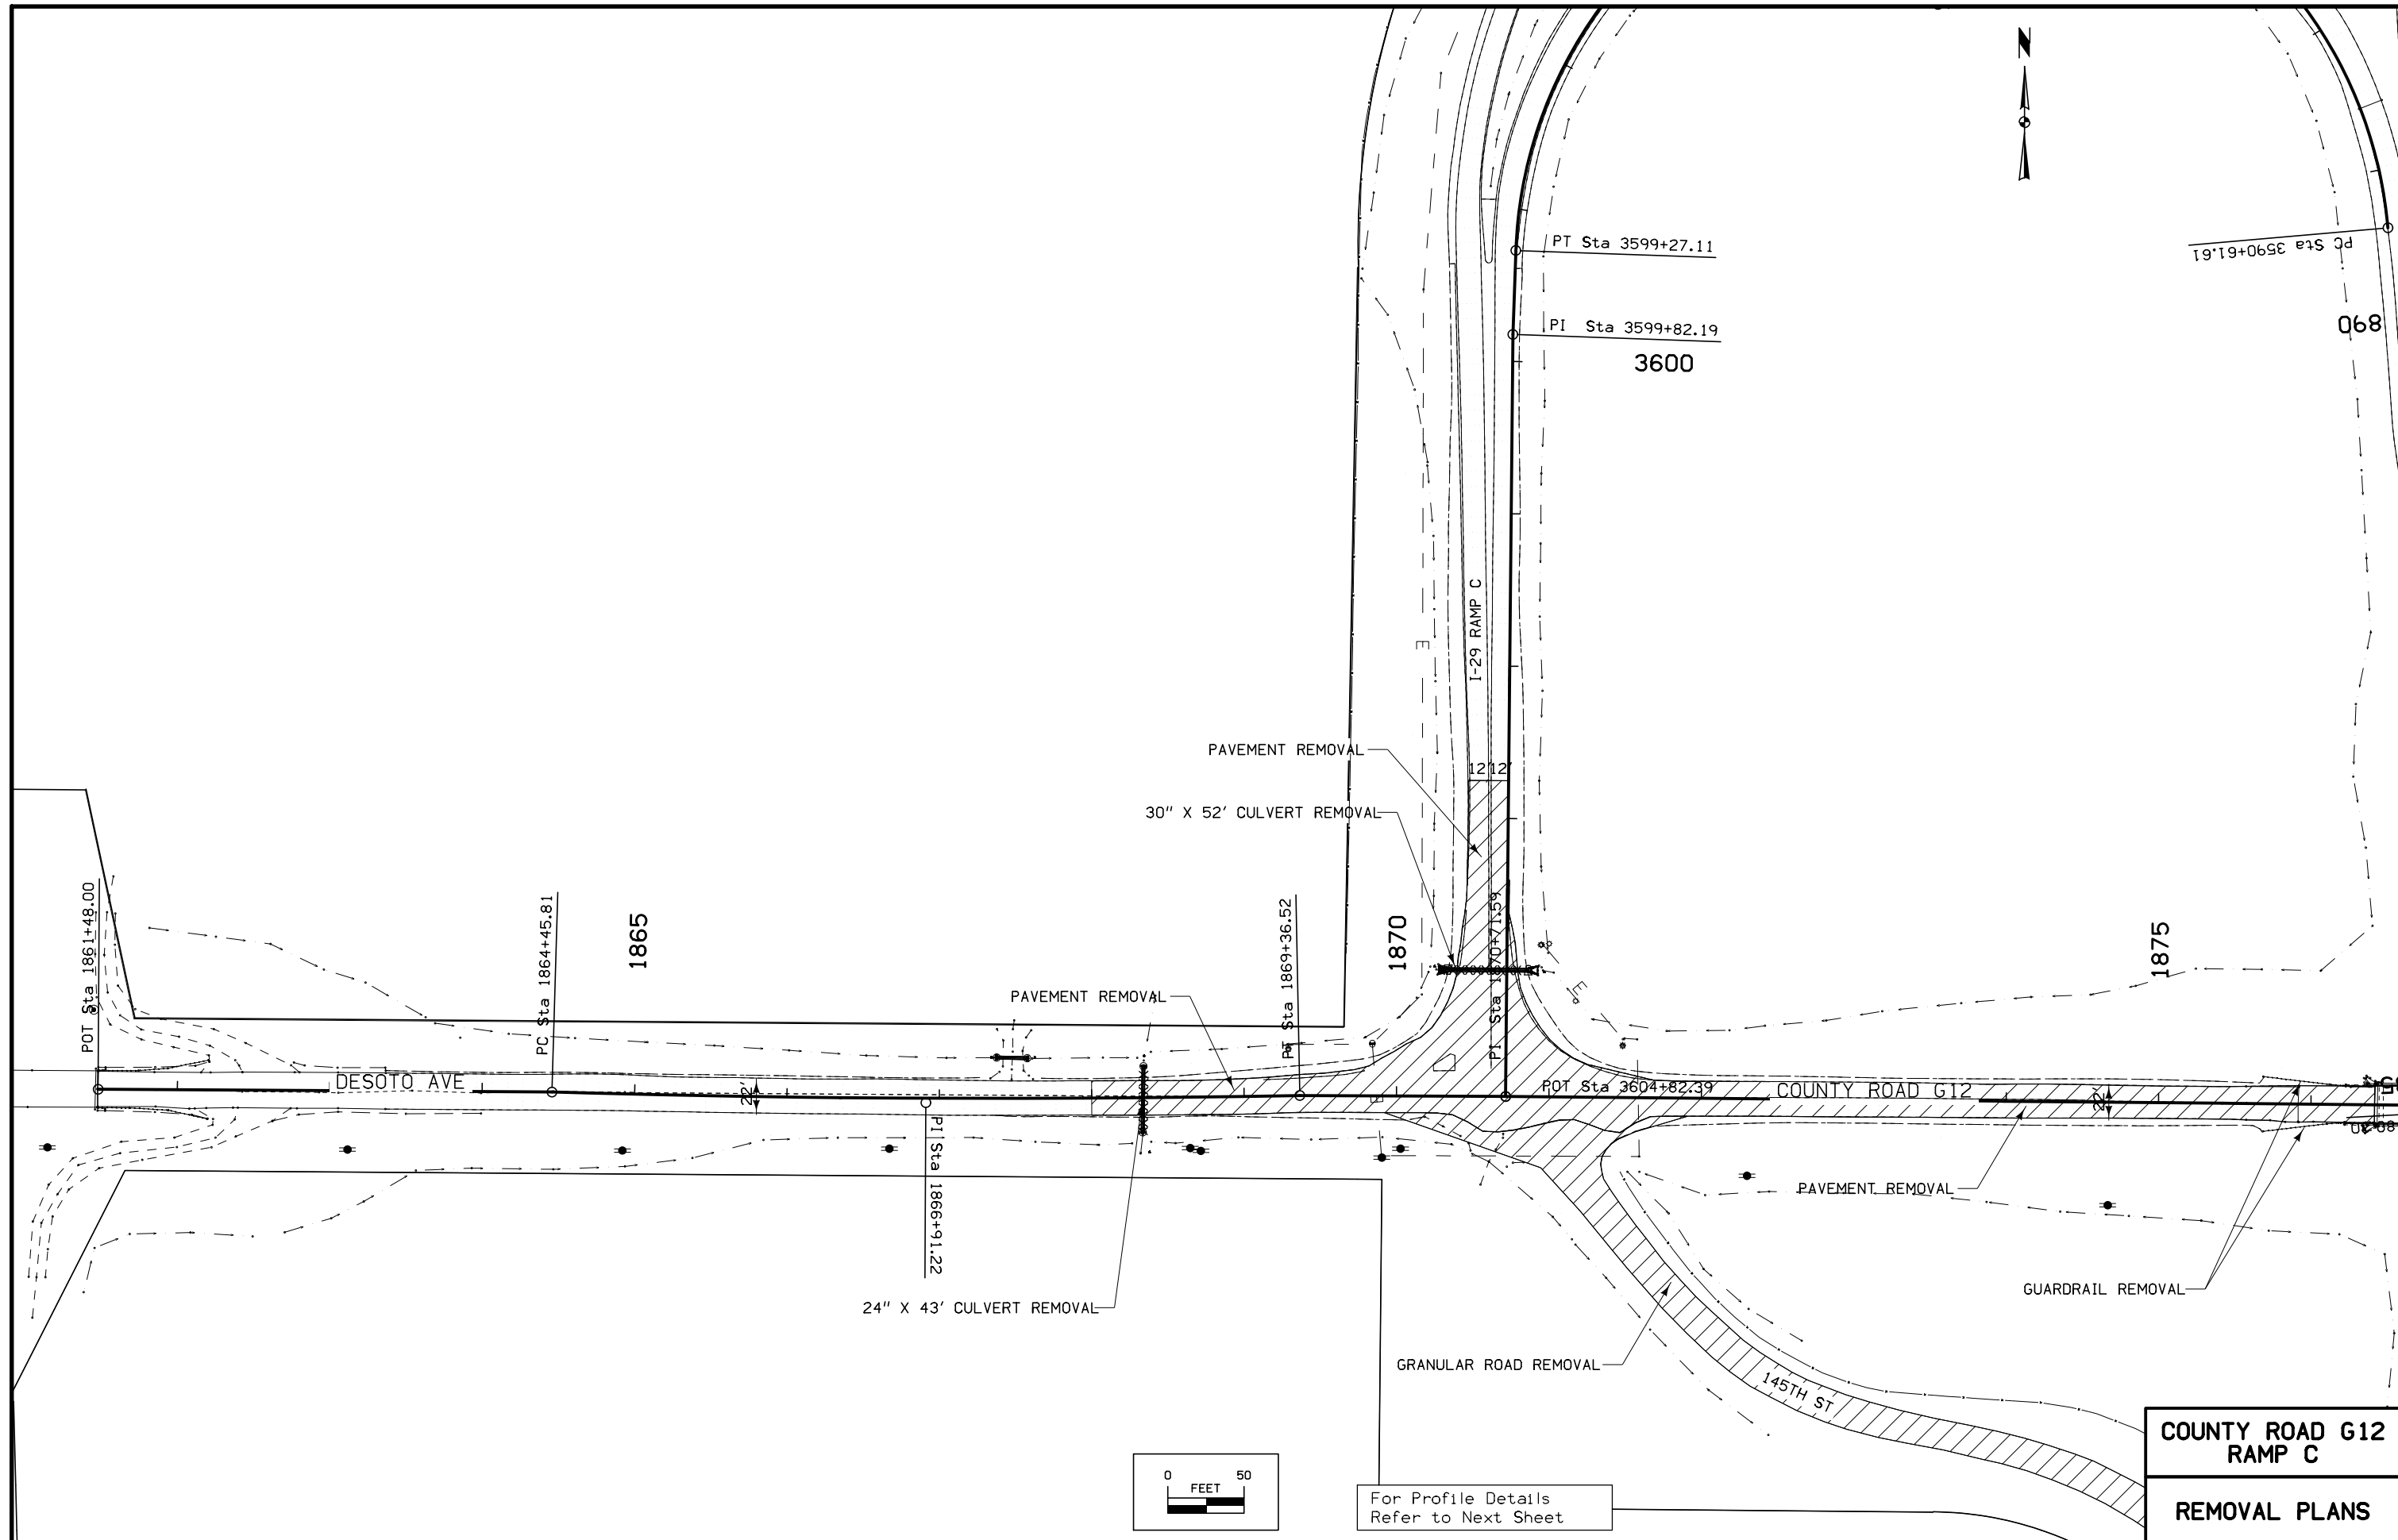 N
PT Sta 3599+27.11
PC Sta 3590+61.61
PI Sta 3599+82.19
890
3600
I-29 RAMP C
E
PAVEMENT REMOVAL
12' 12'
30" X 52' CULVERT REMOVAL
POT Sta 1861+48.00
PC Sta 1864+45.81
1865
PT Sta 1869+36.52
1870
PI Sta 1870+71.59
1875
E
PAVEMENT REMOVAL
DESOTO AVE
22'
POT Sta 3604+82.39
COUNTY ROAD G12
22'
PI Sta 1866+91.22
PAVEMENT REMOVAL
24" X 43' CULVERT REMOVAL
GUARDRAIL REMOVAL
GRANULAR ROAD REMOVAL
145TH ST
COUNTY ROAD G12
RAMP C
0 50
FEET
For Profile Details
Refer to Next Sheet
REMOVAL PLANS